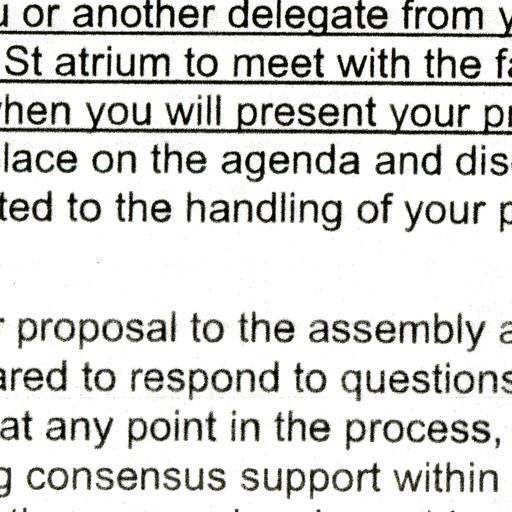 u or another delegate from y
St atrium to meet with the fa
when you will present your pr
lace on the agenda and dis
ted to the handling of your p
r proposal to the assembly a
ared to respond to questions
at any point in the process,
g consensus support within